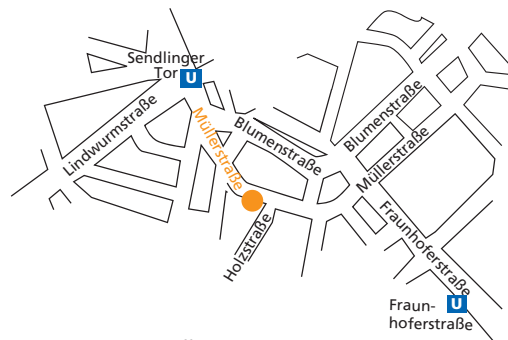 Sendlinger
Tor U
Lindwurmstraße
Müllerstraße
Blumenstraße
Blumenstraße
Müllerstraße
Holzstraße
Fraunhoferstraße
U
Fraun-
hoferstraße